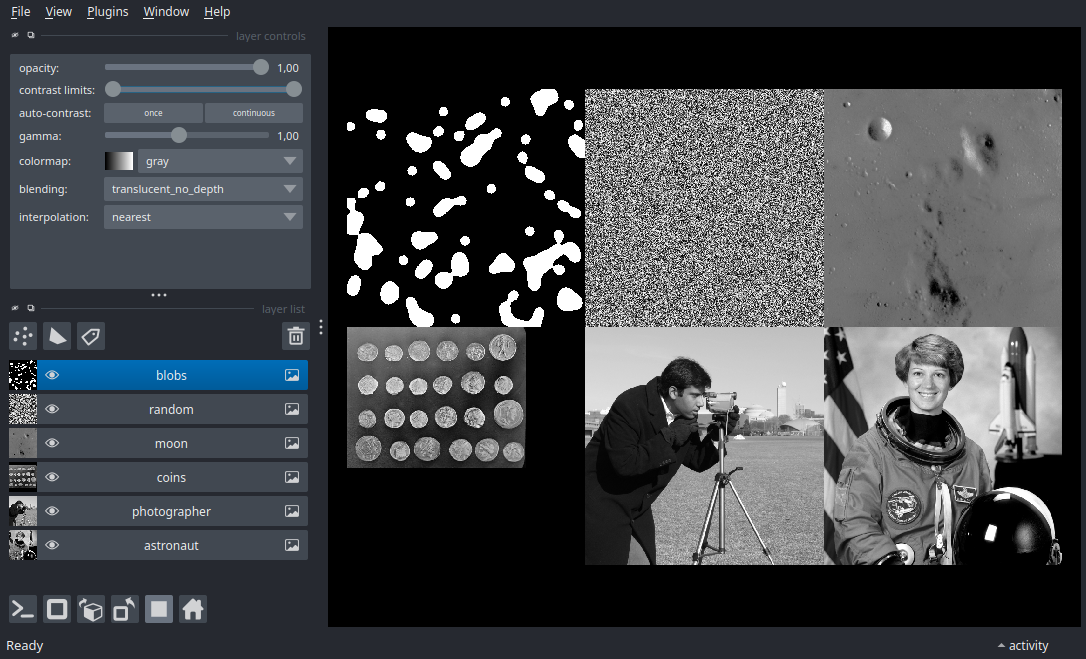 File View Plugins Window Help
layer controls
opacity: 1,00
contrast limits:
auto-contrast: once continuous
gamma: 1,00
colormap: gray
blending: translucent_no_depth
interpolation: nearest
layer list
blobs
random
moon
coins
photographer
astronaut
Ready activity